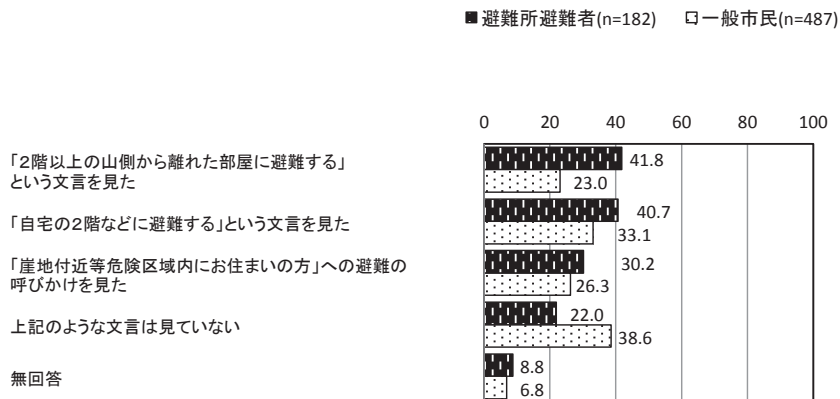 避難所避難者(n=182) 一般市民(n=487)
0 20 40 60 80 100
「2階以上の山側から離れた部屋に避難する」
という文言を見た
41.8
23.0
「自宅の2階などに避難する」という文言を見た
40.7
33.1
「崖地付近等危険区域内にお住まいの方」への避難の
呼びかけを見た
30.2
26.3
上記のような文言は見ていない
22.0
38.6
無回答
8.8
6.8